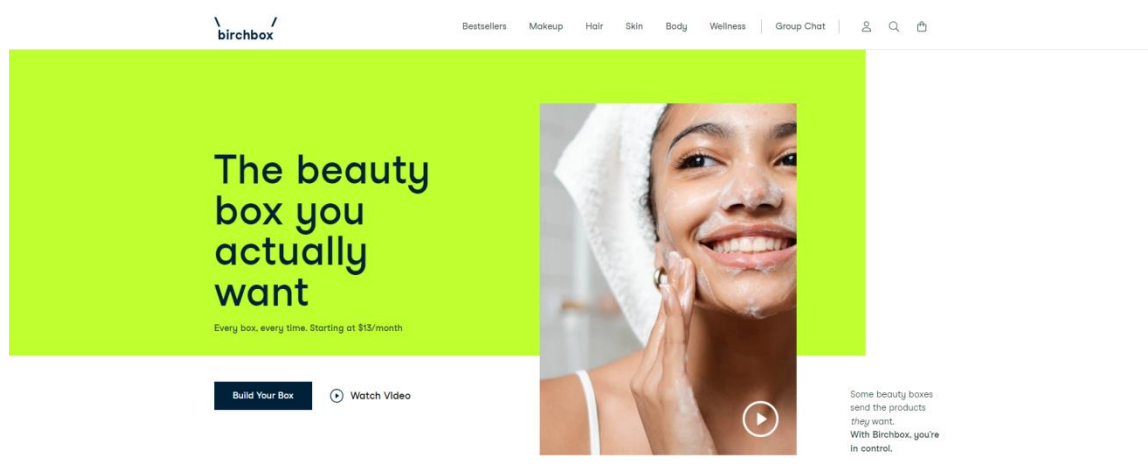 birchbox
Bestsellers Makeup Hair Skin Body Wellness Group Chat
The beauty
box you
actually
want
Every box, every time. Starting at $13/month
Build Your Box
Watch Video
Some beauty boxes
send the products
they want.
With Birchbox, you're
in control.